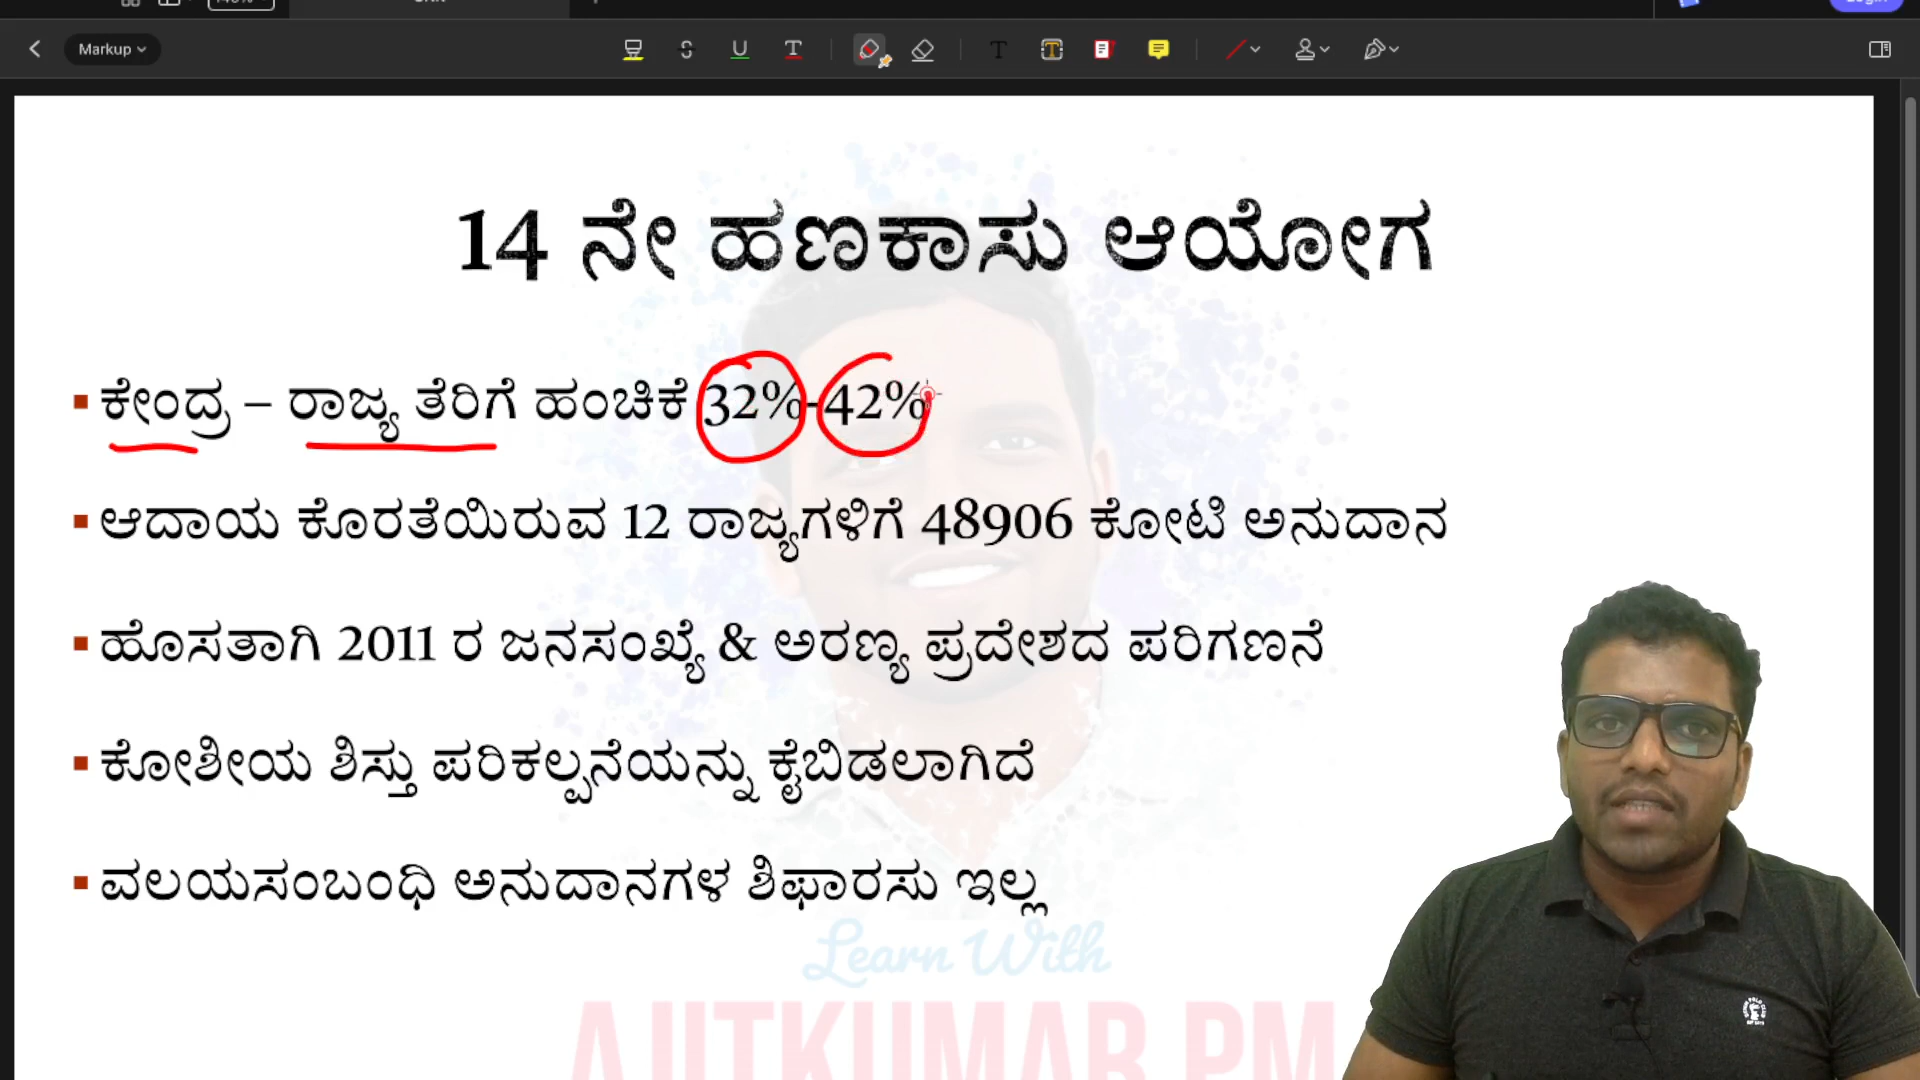 Markup
14 ನೇ ಹಣಕಾಸು ಆಯೋಗ
ಕೇಂದ್ರ – ರಾಜ್ಯ ತೆರಿಗೆ ಹಂಚಿಕೆ 32%-42%
ಆದಾಯ ಕೊರತೆಯಿರುವ 12 ರಾಜ್ಯಗಳಿಗೆ 48906 ಕೋಟಿ ಅನುದಾನ
ಹೊಸತಾಗಿ 2011 ರ ಜನಸಂಖ್ಯೆ & ಅರಣ್ಯ ಪ್ರದೇಶದ ಪರಿಗಣನೆ
ಕೋಶೀಯ ಶಿಸ್ತು ಪರಿಕಲ್ಪನೆಯನ್ನು ಕೈಬಿಡಲಾಗಿದೆ
ವಲಯಸಂಬಂಧಿ ಅನುದಾನಗಳ ಶಿಫಾರಸು ಇಲ್ಲ
Learn With
AJITKUMAR PM